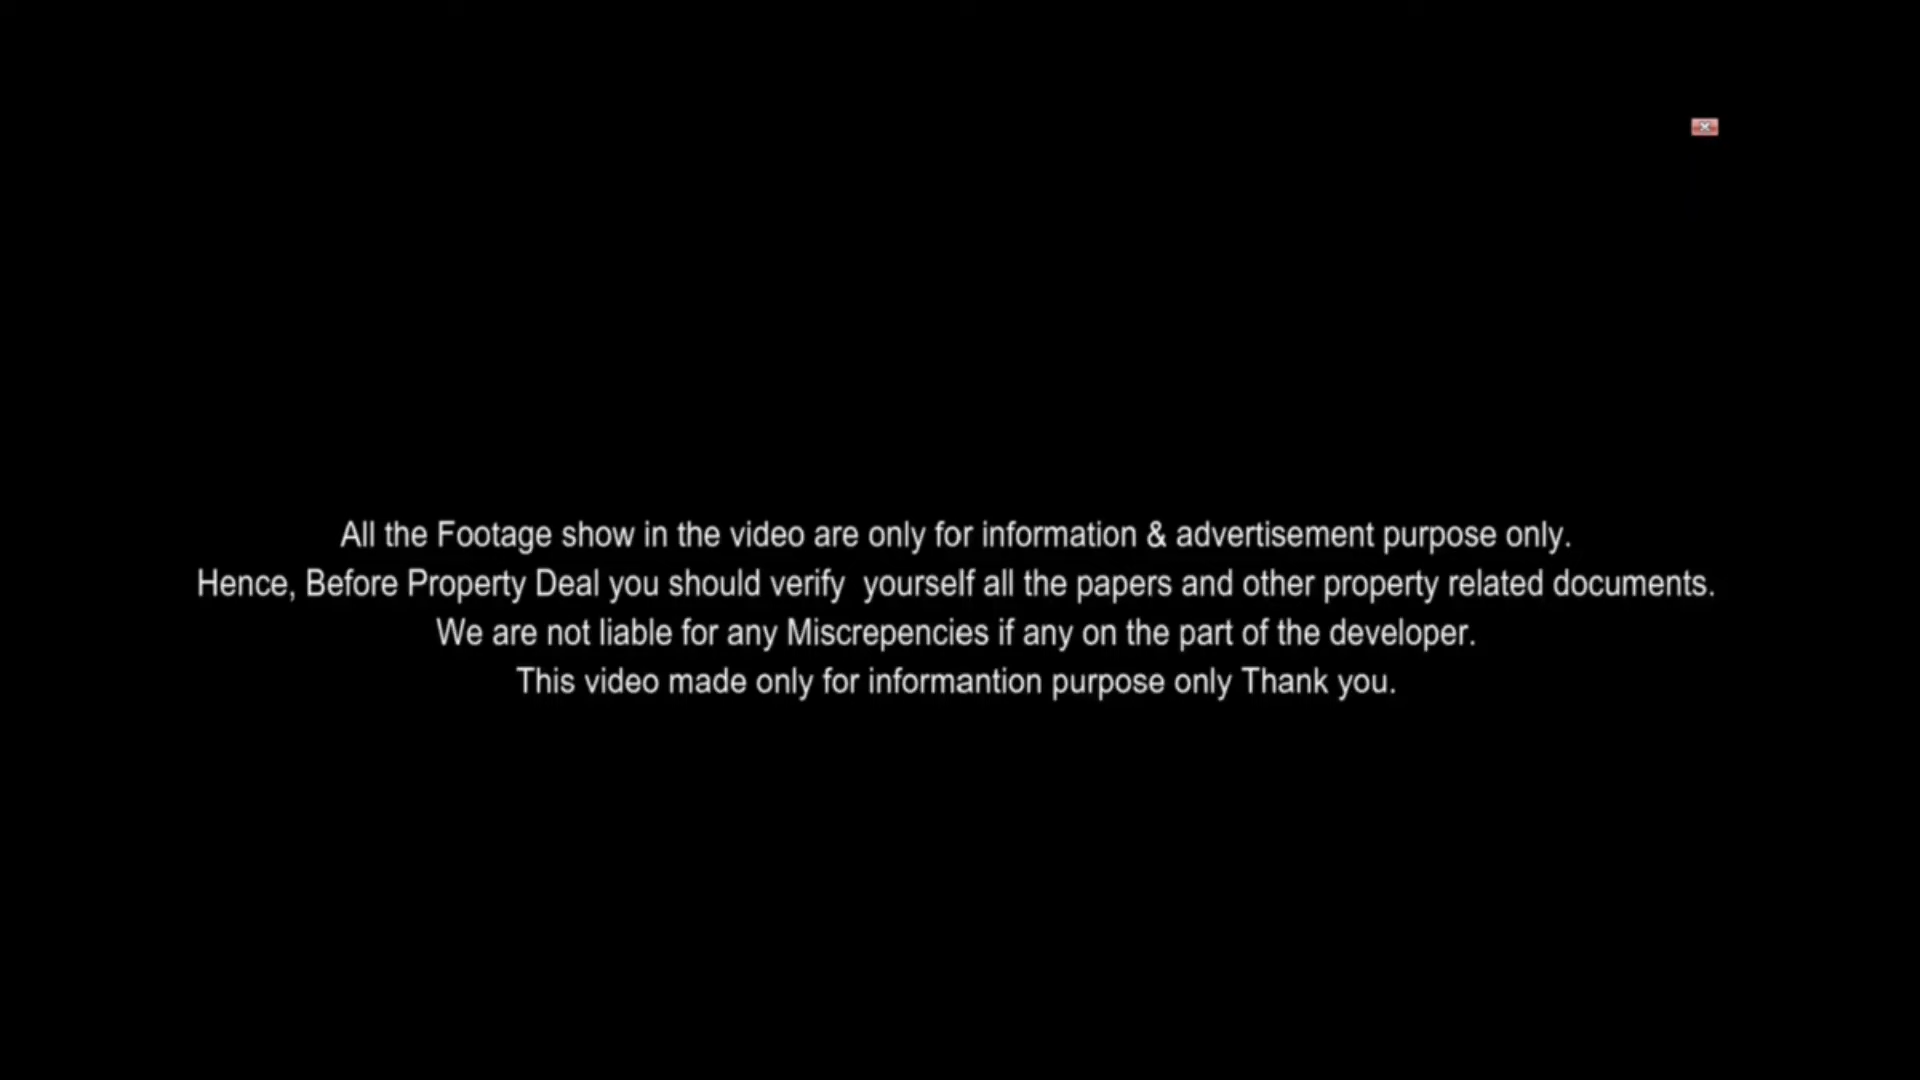 All the Footage show in the video are only for information & advertisement purpose only.
Hence, Before Property Deal you should verify  yourself all the papers and other property related documents.
We are not liable for any Miscrepencies if any on the part of the developer.
This video made only for informantion purpose only Thank you.